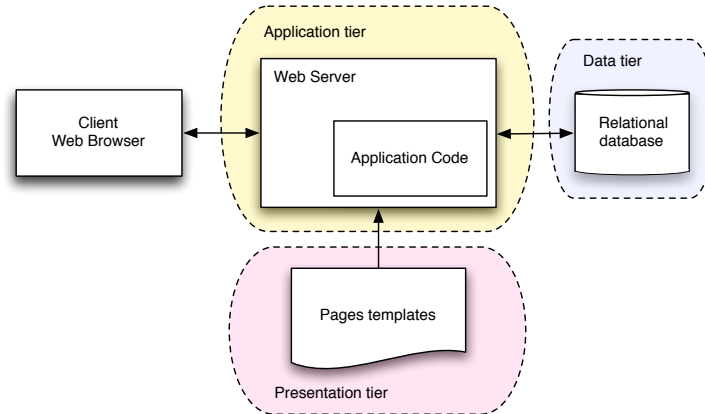 Application tier
Web Server
Data tier
Client
Web Browser
Application Code
Relational
database
Pages templates
Presentation tier